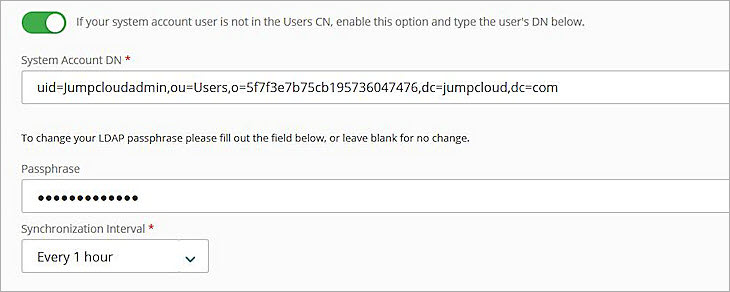 If your system account user is not in the Users CN, enable this option and type the user's DN below.
System Account DN *
uid=Jumpcloudadmin,ou=Users,o=5f7f3e7b75cb195736047476,dc=jumpcloud,dc=com
To change your LDAP passphrase please fill out the field below, or leave blank for no change.
Passphrase
•••••••••••••
Synchronization Interval *
Every 1 hour